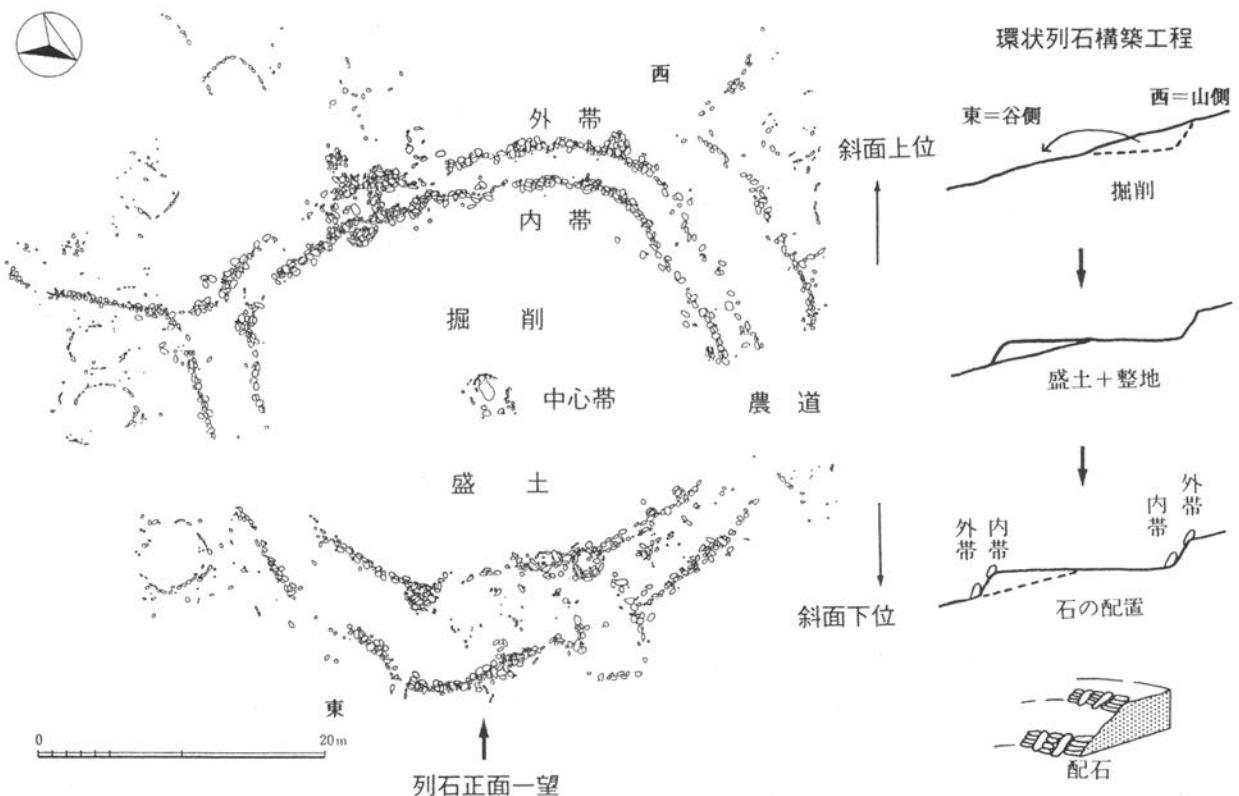 西
外帯
内帯
掘削
中心帯
農道
盛土
東
0 20m
列石正面一望
斜面上位
斜面下位
環状列石構築工程
西=山側
東=谷側
掘削
盛土+整地
外帯
内帯
外帯
内帯
石の配置
配石